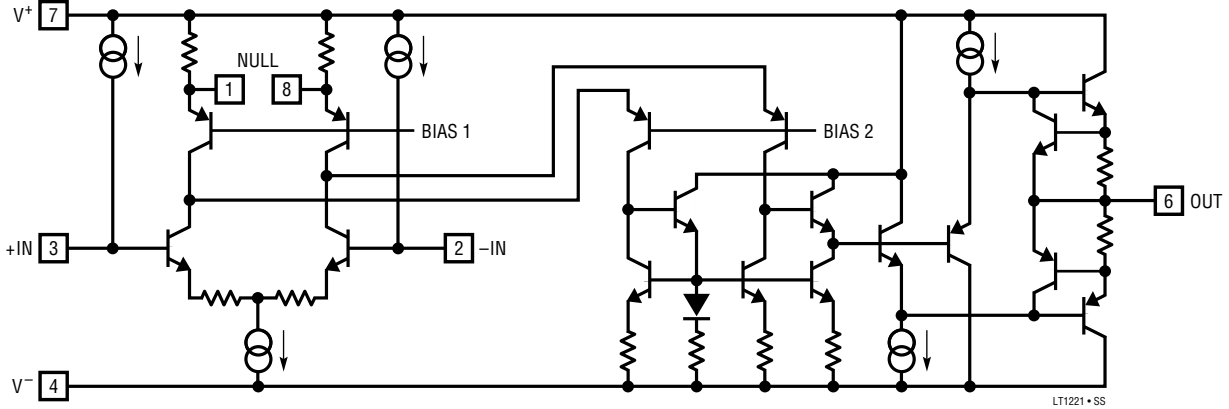 V+ 7
NULL
1
8
BIAS 1
BIAS 2
+IN 3
2 –IN
6 OUT
V– 4
LT1221 • SS